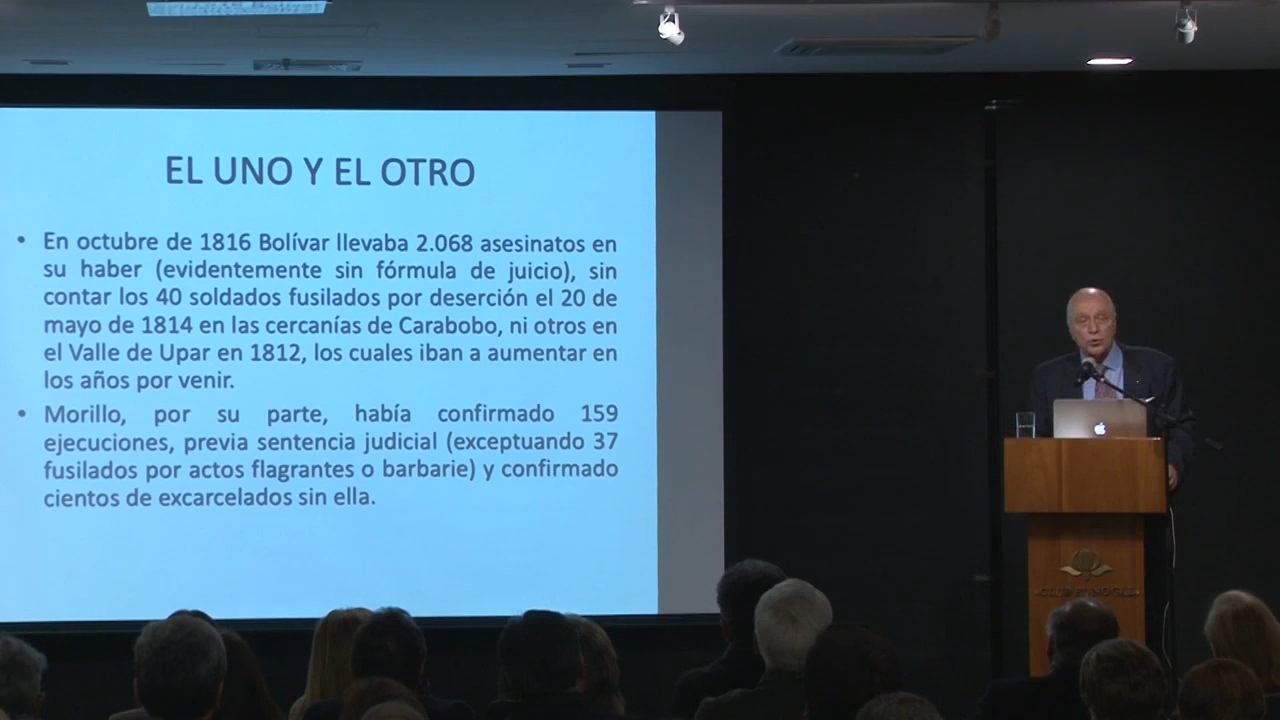 EL UNO Y EL OTRO
• En octubre de 1816 Bolívar llevaba 2.068 asesinatos en
su haber (evidentemente sin fórmula de juicio), sin
contar los 40 soldados fusilados por deserción el 20 de
mayo de 1814 en las cercanías de Carabobo, ni otros en
el Valle de Upar en 1812, los cuales iban a aumentar en
los años por venir.
• Morillo, por su parte, había confirmado 159
ejecuciones, previa sentencia judicial (exceptuando 37
fusilados por actos flagrantes o barbarie) y confirmado
cientos de excarcelados sin ella.
CLUB EL NOGAL